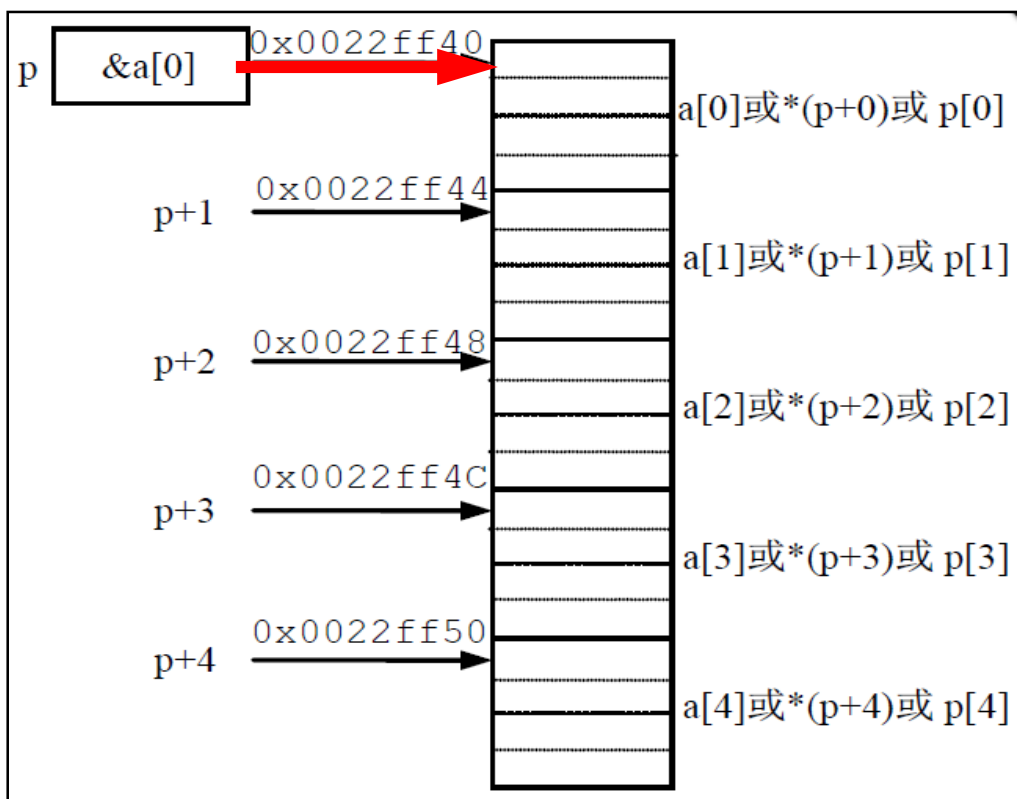 0x0022ff40
p &a[0]
a[0]或*(p+0)或 p[0]
0x0022ff44
p+1
a[1]或*(p+1)或 p[1]
0x0022ff48
p+2
a[2]或*(p+2)或 p[2]
0x0022ff4C
p+3
a[3]或*(p+3)或 p[3]
0x0022ff50
p+4
a[4]或*(p+4)或 p[4]